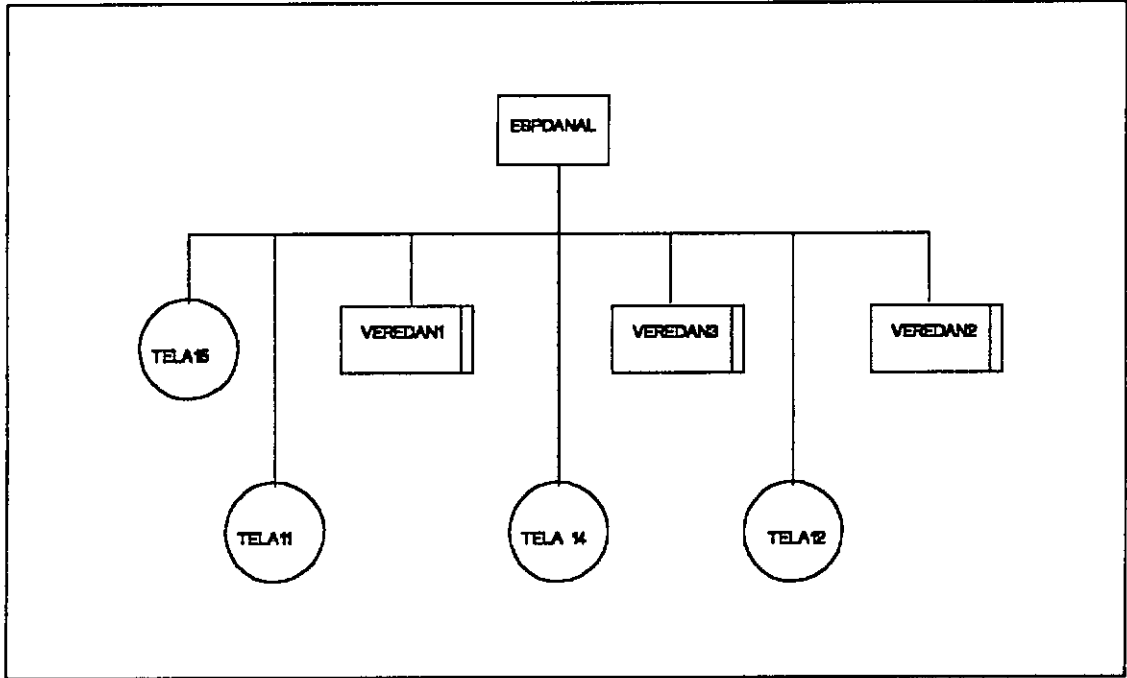 ESPDANAL
VEREDAN1
VEREDAN3
VEREDAN2
TELA15
TELA11
TELA 14
TELA12